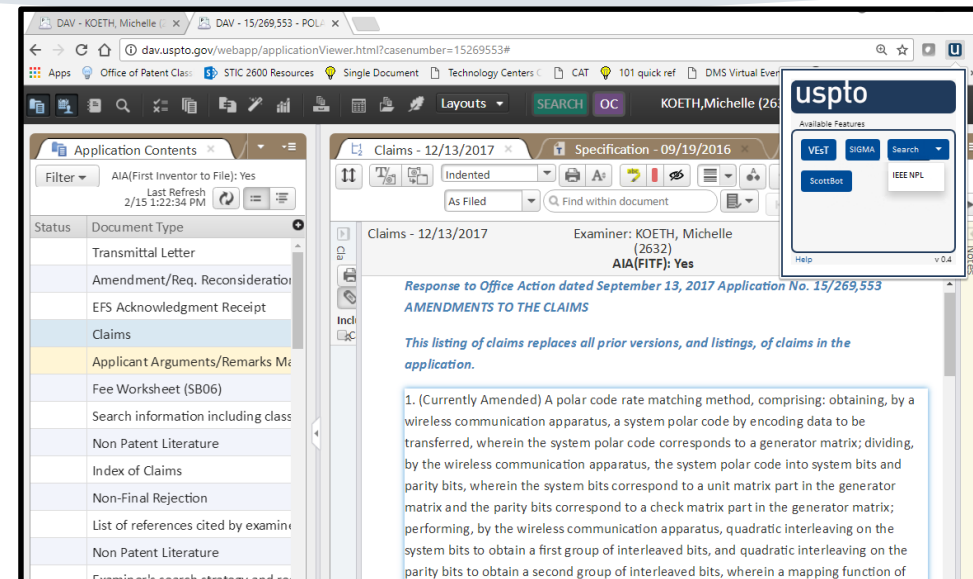 DAV - KOETH, Michelle (
DAV - 15/269,553 - POLA
dav.uspto.gov/webapp/applicationViewer.html?casenumber=15269553#
Apps Office of Patent Class STIC 2600 Resources Single Document Technology Centers C CAT 101 quick ref DMS Virtual Ever
Layouts SEARCH OC KOETH,Michelle (26
uspto
Available Features
VEsT SIGMA Search
ScottBot IEEE NPL
Help v 0.4
Application Contents
Filter AIA(First Inventor to File): Yes
Last Refresh
2/15 1:22:34 PM
Status Document Type
Transmittal Letter
Amendment/Req. Reconsideration
EFS Acknowledgment Receipt
Claims
Applicant Arguments/Remarks Ma
Fee Worksheet (SB06)
Search information including class
Non Patent Literature
Index of Claims
Non-Final Rejection
List of references cited by examine
Non Patent Literature
Claims - 12/13/2017 Specification - 09/19/2016
Indented
As Filed Find within document
Cla
Inclu
Notes
Claims - 12/13/2017 Examiner: KOETH, Michelle
(2632)
AIA(FITF): Yes
Response to Office Action dated September 13, 2017 Application No. 15/269,553
AMENDMENTS TO THE CLAIMS
This listing of claims replaces all prior versions, and listings, of claims in the
application.
1. (Currently Amended) A polar code rate matching method, comprising: obtaining, by a
wireless communication apparatus, a system polar code by encoding data to be
transferred, wherein the system polar code corresponds to a generator matrix; dividing,
by the wireless communication apparatus, the system polar code into system bits and
parity bits, wherein the system bits correspond to a unit matrix part in the generator
matrix and the parity bits correspond to a check matrix part in the generator matrix;
performing, by the wireless communication apparatus, quadratic interleaving on the
system bits to obtain a first group of interleaved bits, and quadratic interleaving on the
parity bits to obtain a second group of interleaved bits, wherein a mapping function of